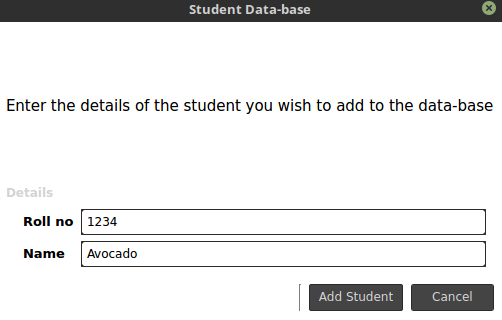 Student Data-base
Enter the details of the student you wish to add to the data-base
Details
Roll no 1234
Name Avocado
Add Student Cancel